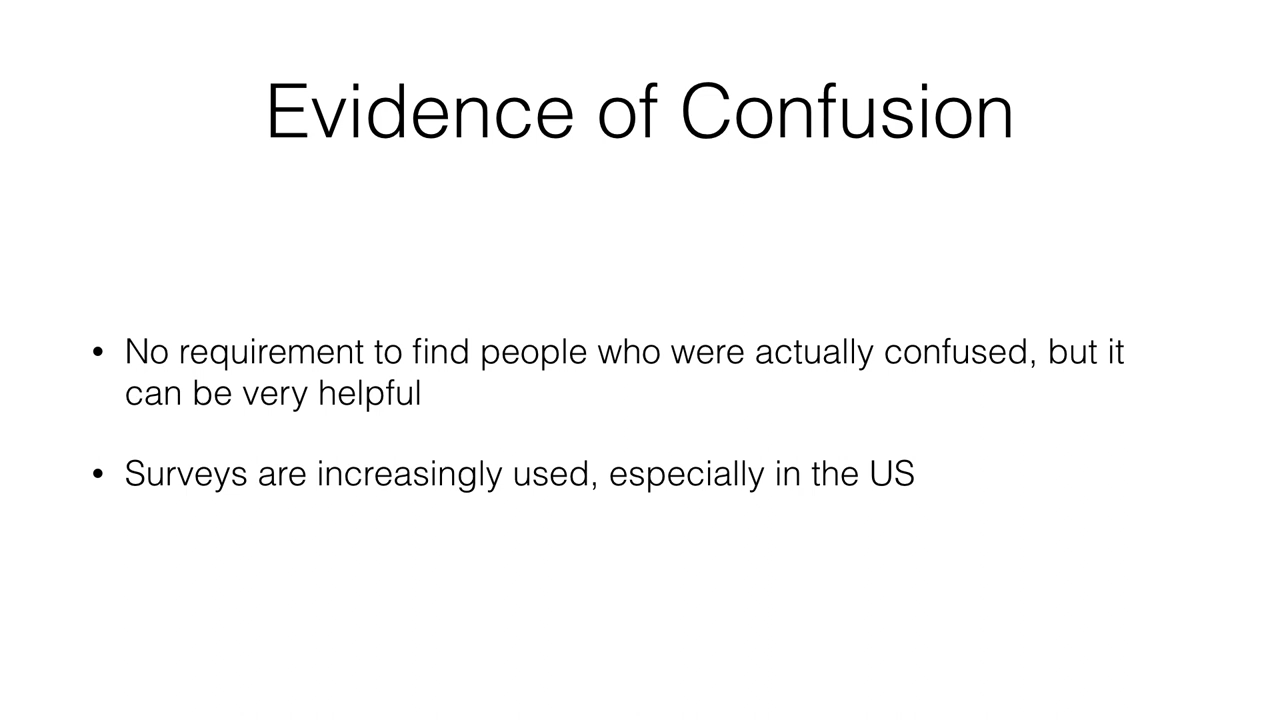 Evidence of Confusion
• No requirement to find people who were actually confused, but it
can be very helpful
• Surveys are increasingly used, especially in the US